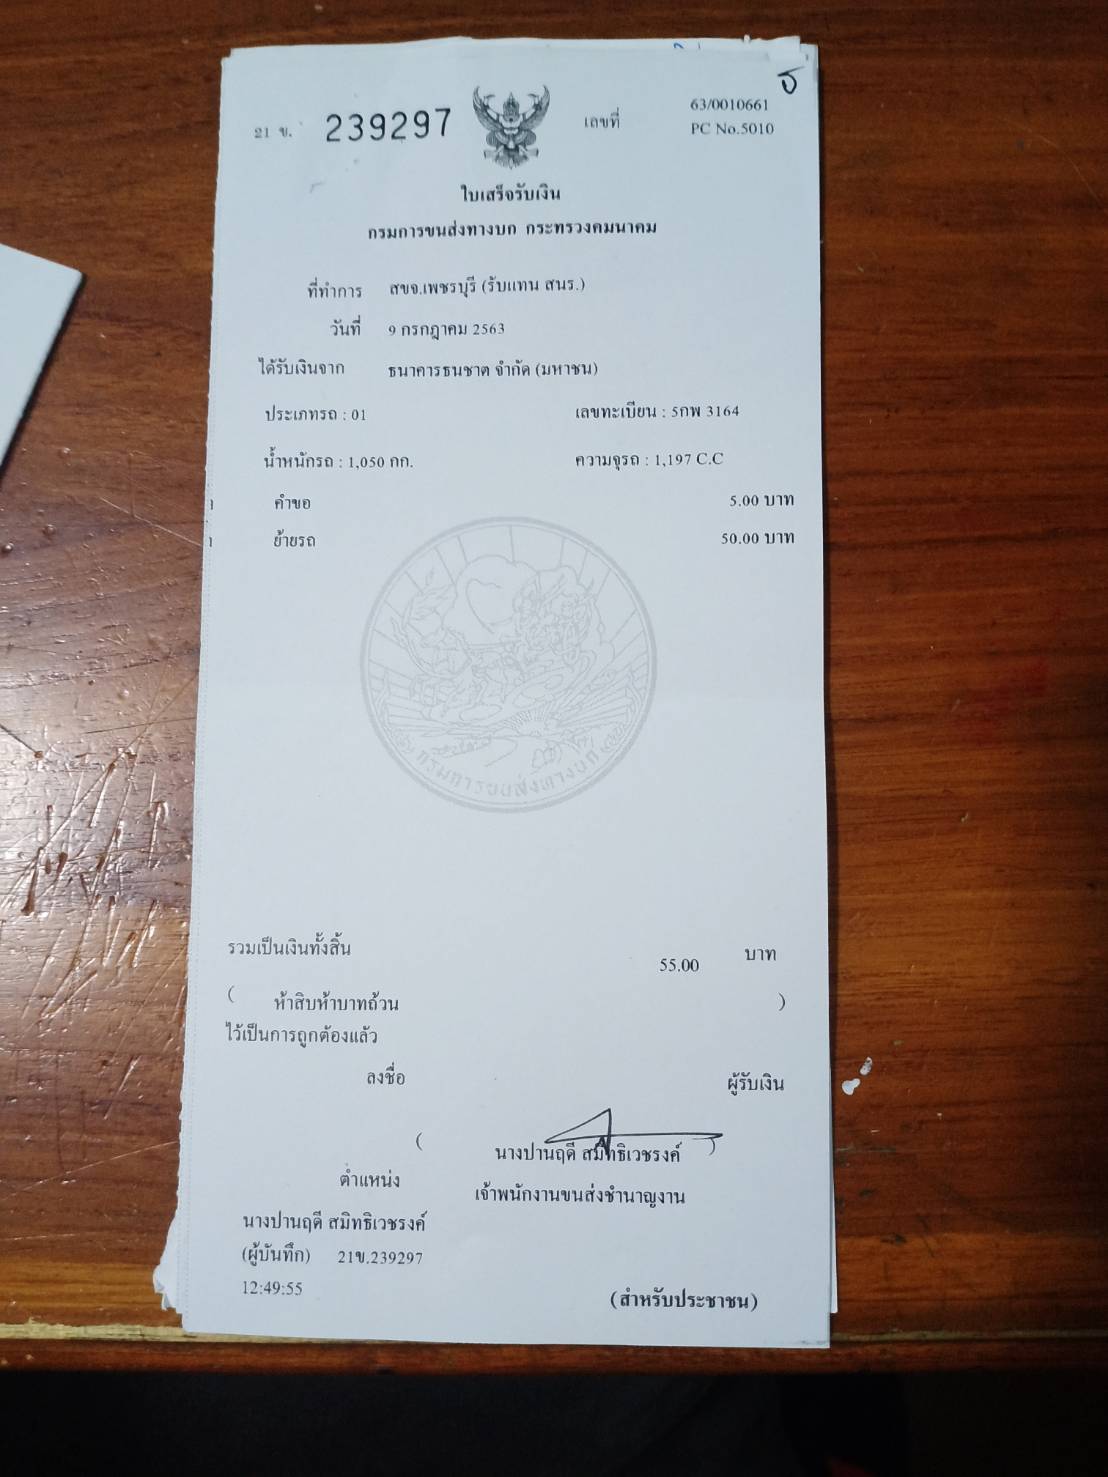 21 ข. 239297 เลขที่ 63/0010661
PC No.5010
ใบเสร็จรับเงิน
กรมการขนส่งทางบก กระทรวงคมนาคม
ที่ทำการ สขจ.เพชรบุรี (รับแทน สนร.)
วันที่ 9 กรกฎาคม 2563
ได้รับเงินจาก ธนาคารธนชาต จำกัด (มหาชน)
ประเภทรถ : 01 เลขทะเบียน : 5กพ 3164
น้ำหนักรถ : 1,050 กก. ความจุรถ : 1,197 C.C
คำขอ 5.00 บาท
ย้ายรถ 50.00 บาท
กรมการขนส่งทางบก
รวมเป็นเงินทั้งสิ้น 55.00 บาท
( ห้าสิบห้าบาทถ้วน )
ไว้เป็นการถูกต้องแล้ว
ลงชื่อ ผู้รับเงิน
( นางปานฤดี สมิทธิเวชรงค์ )
ตำแหน่ง เจ้าพนักงานขนส่งชำนาญงาน
นางปานฤดี สมิทธิเวชรงค์
(ผู้บันทึก) 21ข.239297
12:49:55
(สำหรับประชาชน)